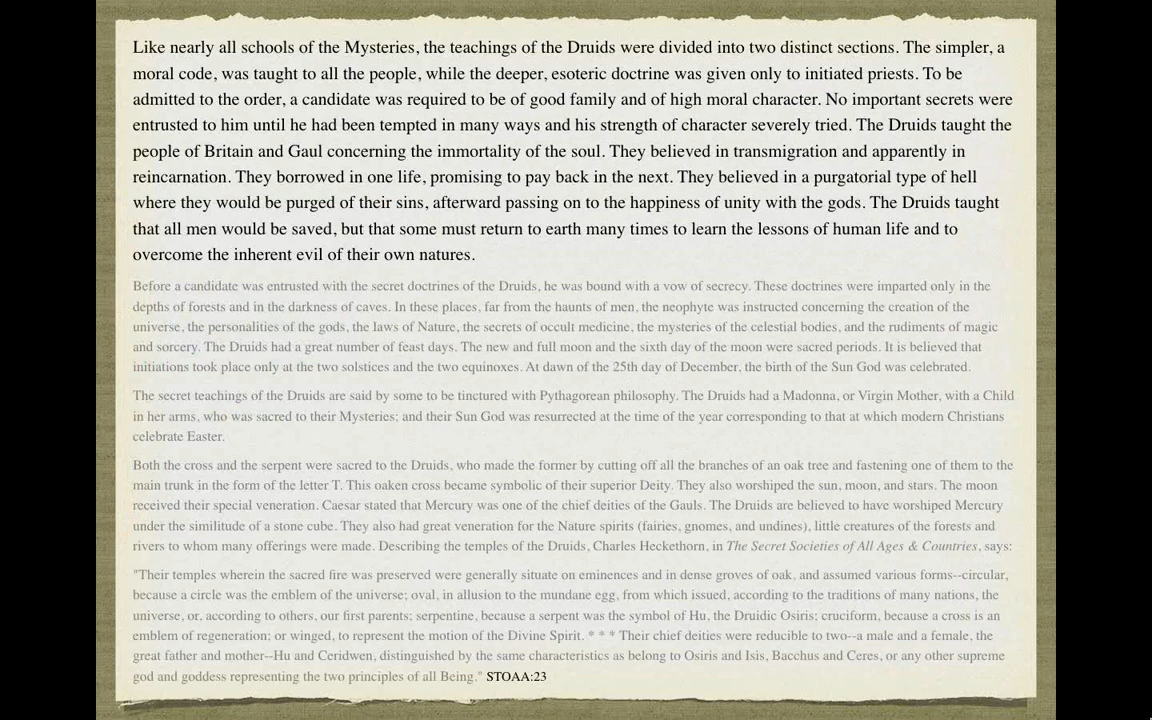 Like nearly all schools of the Mysteries, the teachings of the Druids were divided into two distinct sections. The simpler, a
moral code, was taught to all the people, while the deeper, esoteric doctrine was given only to initiated priests. To be
admitted to the order, a candidate was required to be of good family and of high moral character. No important secrets were
entrusted to him until he had been tempted in many ways and his strength of character severely tried. The Druids taught the
people of Britain and Gaul concerning the immortality of the soul. They believed in transmigration and apparently in
reincarnation. They borrowed in one life, promising to pay back in the next. They believed in a purgatorial type of hell
where they would be purged of their sins, afterward passing on to the happiness of unity with the gods. The Druids taught
that all men would be saved, but that some must return to earth many times to learn the lessons of human life and to
overcome the inherent evil of their own natures.
Before a candidate was entrusted with the secret doctrines of the Druids, he was bound with a vow of secrecy. These doctrines were imparted only in the
depths of forests and in the darkness of caves. In these places, far from the haunts of men, the neophyte was instructed concerning the creation of the
universe, the personalities of the gods, the laws of Nature, the secrets of occult medicine, the mysteries of the celestial bodies, and the rudiments of magic
and sorcery. The Druids had a great number of feast days. The new and full moon and the sixth day of the moon were sacred periods. It is believed that
initiations took place only at the two solstices and the two equinoxes. At dawn of the 25th day of December, the birth of the Sun God was celebrated.
The secret teachings of the Druids are said by some to be tinctured with Pythagorean philosophy. The Druids had a Madonna, or Virgin Mother, with a Child
in her arms, who was sacred to their Mysteries; and their Sun God was resurrected at the time of the year corresponding to that at which modern Christians
celebrate Easter.
Both the cross and the serpent were sacred to the Druids, who made the former by cutting off all the branches of an oak tree and fastening one of them to the
main trunk in the form of the letter T. This oaken cross became symbolic of their superior Deity. They also worshiped the sun, moon, and stars. The moon
received their special veneration. Caesar stated that Mercury was one of the chief deities of the Gauls. The Druids are believed to have worshiped Mercury
under the similitude of a stone cube. They also had great veneration for the Nature spirits (fairies, gnomes, and undines), little creatures of the forests and
rivers to whom many offerings were made. Describing the temples of the Druids, Charles Heckethorn, in The Secret Societies of All Ages & Countries, says:
"Their temples wherein the sacred fire was preserved were generally situate on eminences and in dense groves of oak, and assumed various forms--circular,
because a circle was the emblem of the universe; oval, in allusion to the mundane egg, from which issued, according to the traditions of many nations, the
universe, or, according to others, our first parents; serpentine, because a serpent was the symbol of Hu, the Druidic Osiris; cruciform, because a cross is an
emblem of regeneration; or winged, to represent the motion of the Divine Spirit. * * * Their chief deities were reducible to two--a male and a female, the
great father and mother--Hu and Ceridwen, distinguished by the same characteristics as belong to Osiris and Isis, Bacchus and Ceres, or any other supreme
god and goddess representing the two principles of all Being." STOAA:23